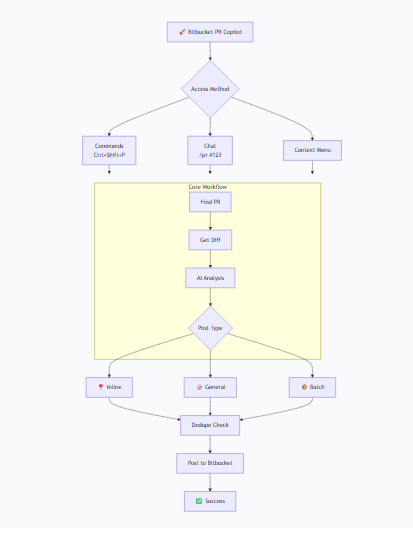 🚀 Bitbucket PR Copilot
Access Method
Commands
Ctrl+Shift+P
Chat
/pr #123
Context Menu
Core Workflow
Find PR
Get Diff
AI Analysis
Post Type
📍 Inline
💬 General
📦 Batch
Dedupe Check
Post to Bitbucket
✅ Success